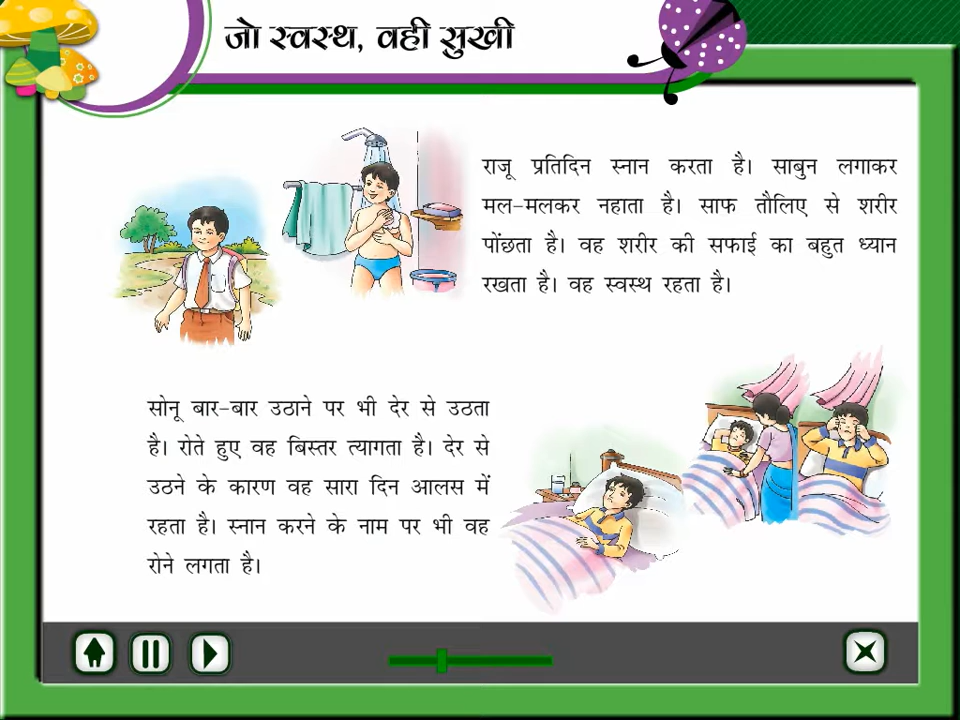 जो स्वस्थ, वही सुखी
राजू प्रतिदिन स्नान करता है। साबुन लगाकर
मल-मलकर नहाता है। साफ तौलिए से शरीर
पोंछता है। वह शरीर की सफाई का बहुत ध्यान
रखता है। वह स्वस्थ रहता है।
सोनू बार-बार उठाने पर भी देर से उठता
है। रोते हुए वह बिस्तर त्यागता है। देर से
उठने के कारण वह सारा दिन आलस में
रहता है। स्नान करने के नाम पर भी वह
रोने लगता है।